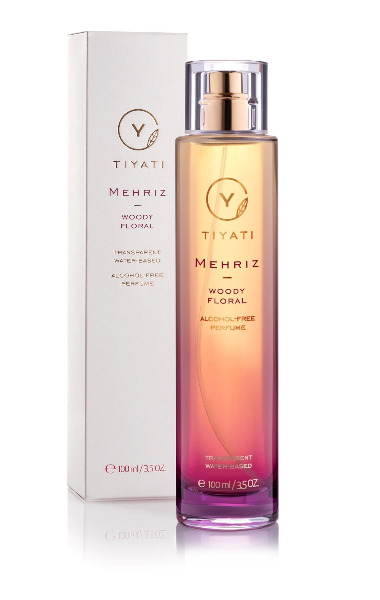 Y
TIYATI
MEHRIZ
WOODY
FLORAL
TRANSPARENT
WATER-BASED
ALCOHOL-FREE
PERFUME
℮ 100 ml / 3,5 OZ.
Y
TIYATI
MEHRIZ
WOODY
FLORAL
ALCOHOL-FREE
PERFUME
TRANSPARENT
WATER-BASED
℮ 100 ml / 3,5 OZ.